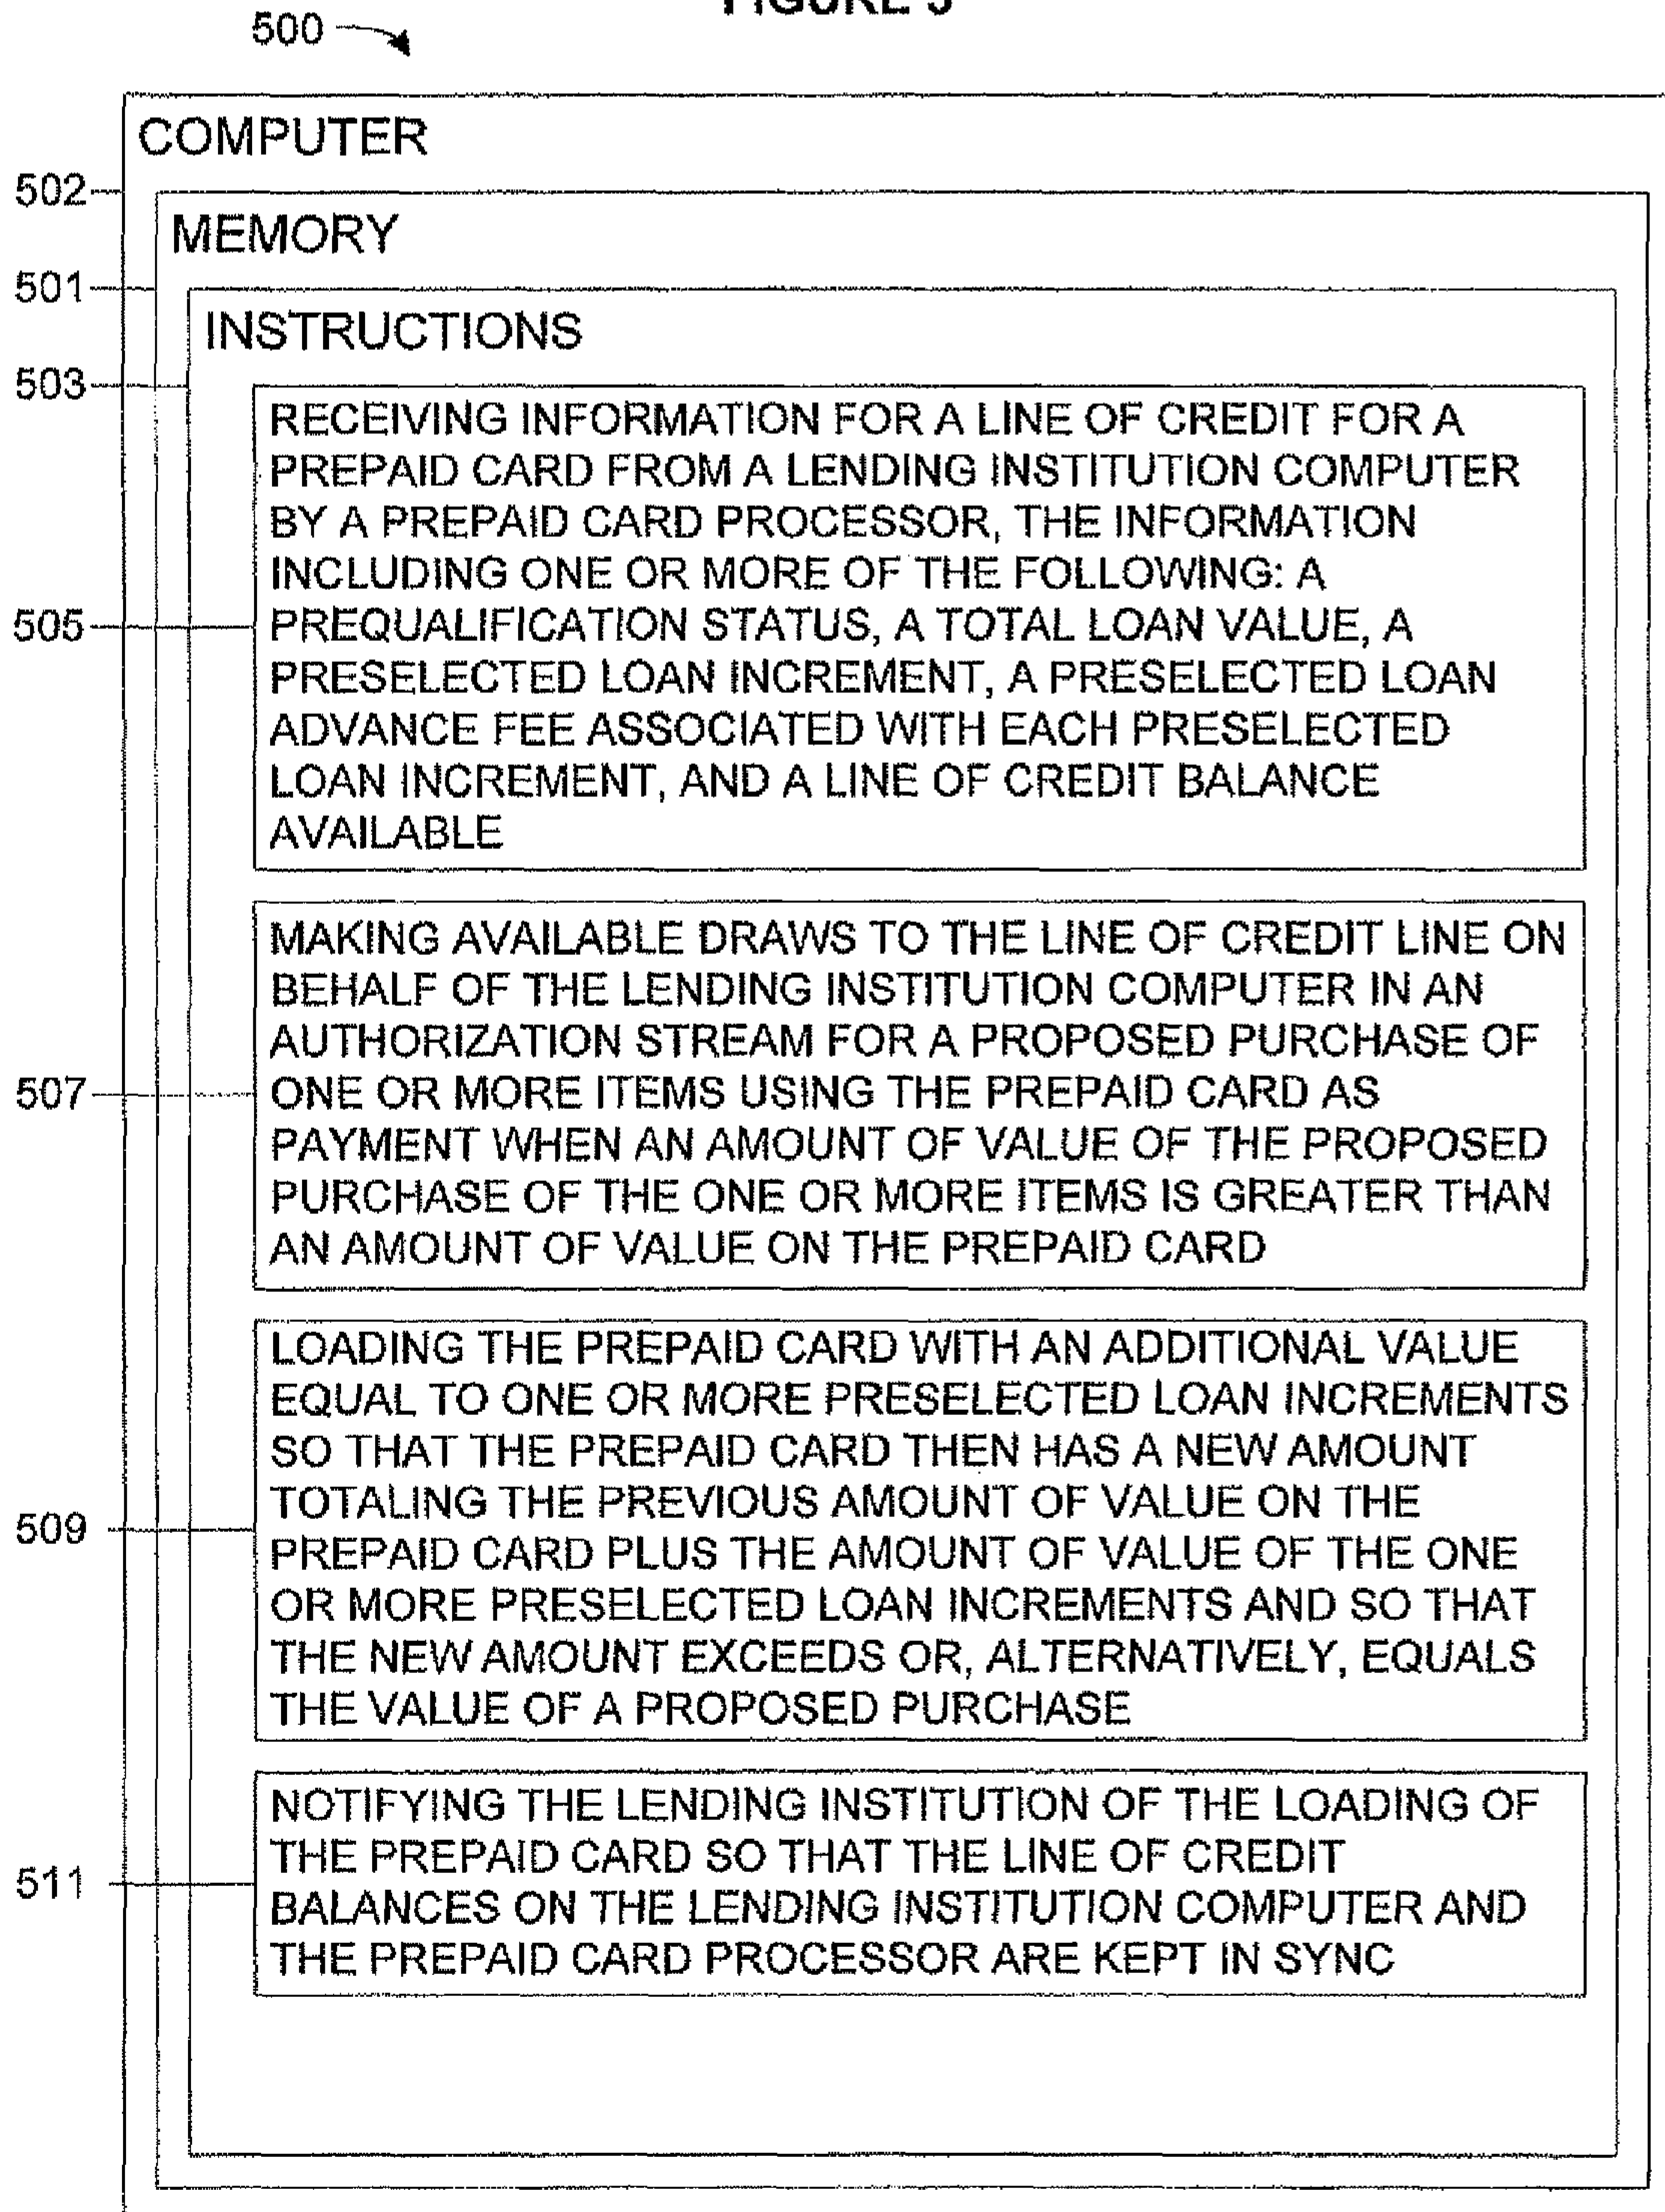 FIGURE 5
500
COMPUTER
502
MEMORY
501
INSTRUCTIONS
503
RECEIVING INFORMATION FOR A LINE OF CREDIT FOR A
PREPAID CARD FROM A LENDING INSTITUTION COMPUTER
BY A PREPAID CARD PROCESSOR, THE INFORMATION
INCLUDING ONE OR MORE OF THE FOLLOWING: A
505 PREQUALIFICATION STATUS, A TOTAL LOAN VALUE, A
PRESELECTED LOAN INCREMENT, A PRESELECTED LOAN
ADVANCE FEE ASSOCIATED WITH EACH PRESELECTED
LOAN INCREMENT, AND A LINE OF CREDIT BALANCE
AVAILABLE
MAKING AVAILABLE DRAWS TO THE LINE OF CREDIT LINE ON
BEHALF OF THE LENDING INSTITUTION COMPUTER IN AN
AUTHORIZATION STREAM FOR A PROPOSED PURCHASE OF
507 ONE OR MORE ITEMS USING THE PREPAID CARD AS
PAYMENT WHEN AN AMOUNT OF VALUE OF THE PROPOSED
PURCHASE OF THE ONE OR MORE ITEMS IS GREATER THAN
AN AMOUNT OF VALUE ON THE PREPAID CARD
LOADING THE PREPAID CARD WITH AN ADDITIONAL VALUE
EQUAL TO ONE OR MORE PRESELECTED LOAN INCREMENTS
SO THAT THE PREPAID CARD THEN HAS A NEW AMOUNT
TOTALING THE PREVIOUS AMOUNT OF VALUE ON THE
509 PREPAID CARD PLUS THE AMOUNT OF VALUE OF THE ONE
OR MORE PRESELECTED LOAN INCREMENTS AND SO THAT
THE NEW AMOUNT EXCEEDS OR, ALTERNATIVELY, EQUALS
THE VALUE OF A PROPOSED PURCHASE
NOTIFYING THE LENDING INSTITUTION OF THE LOADING OF
THE PREPAID CARD SO THAT THE LINE OF CREDIT
511 BALANCES ON THE LENDING INSTITUTION COMPUTER AND
THE PREPAID CARD PROCESSOR ARE KEPT IN SYNC